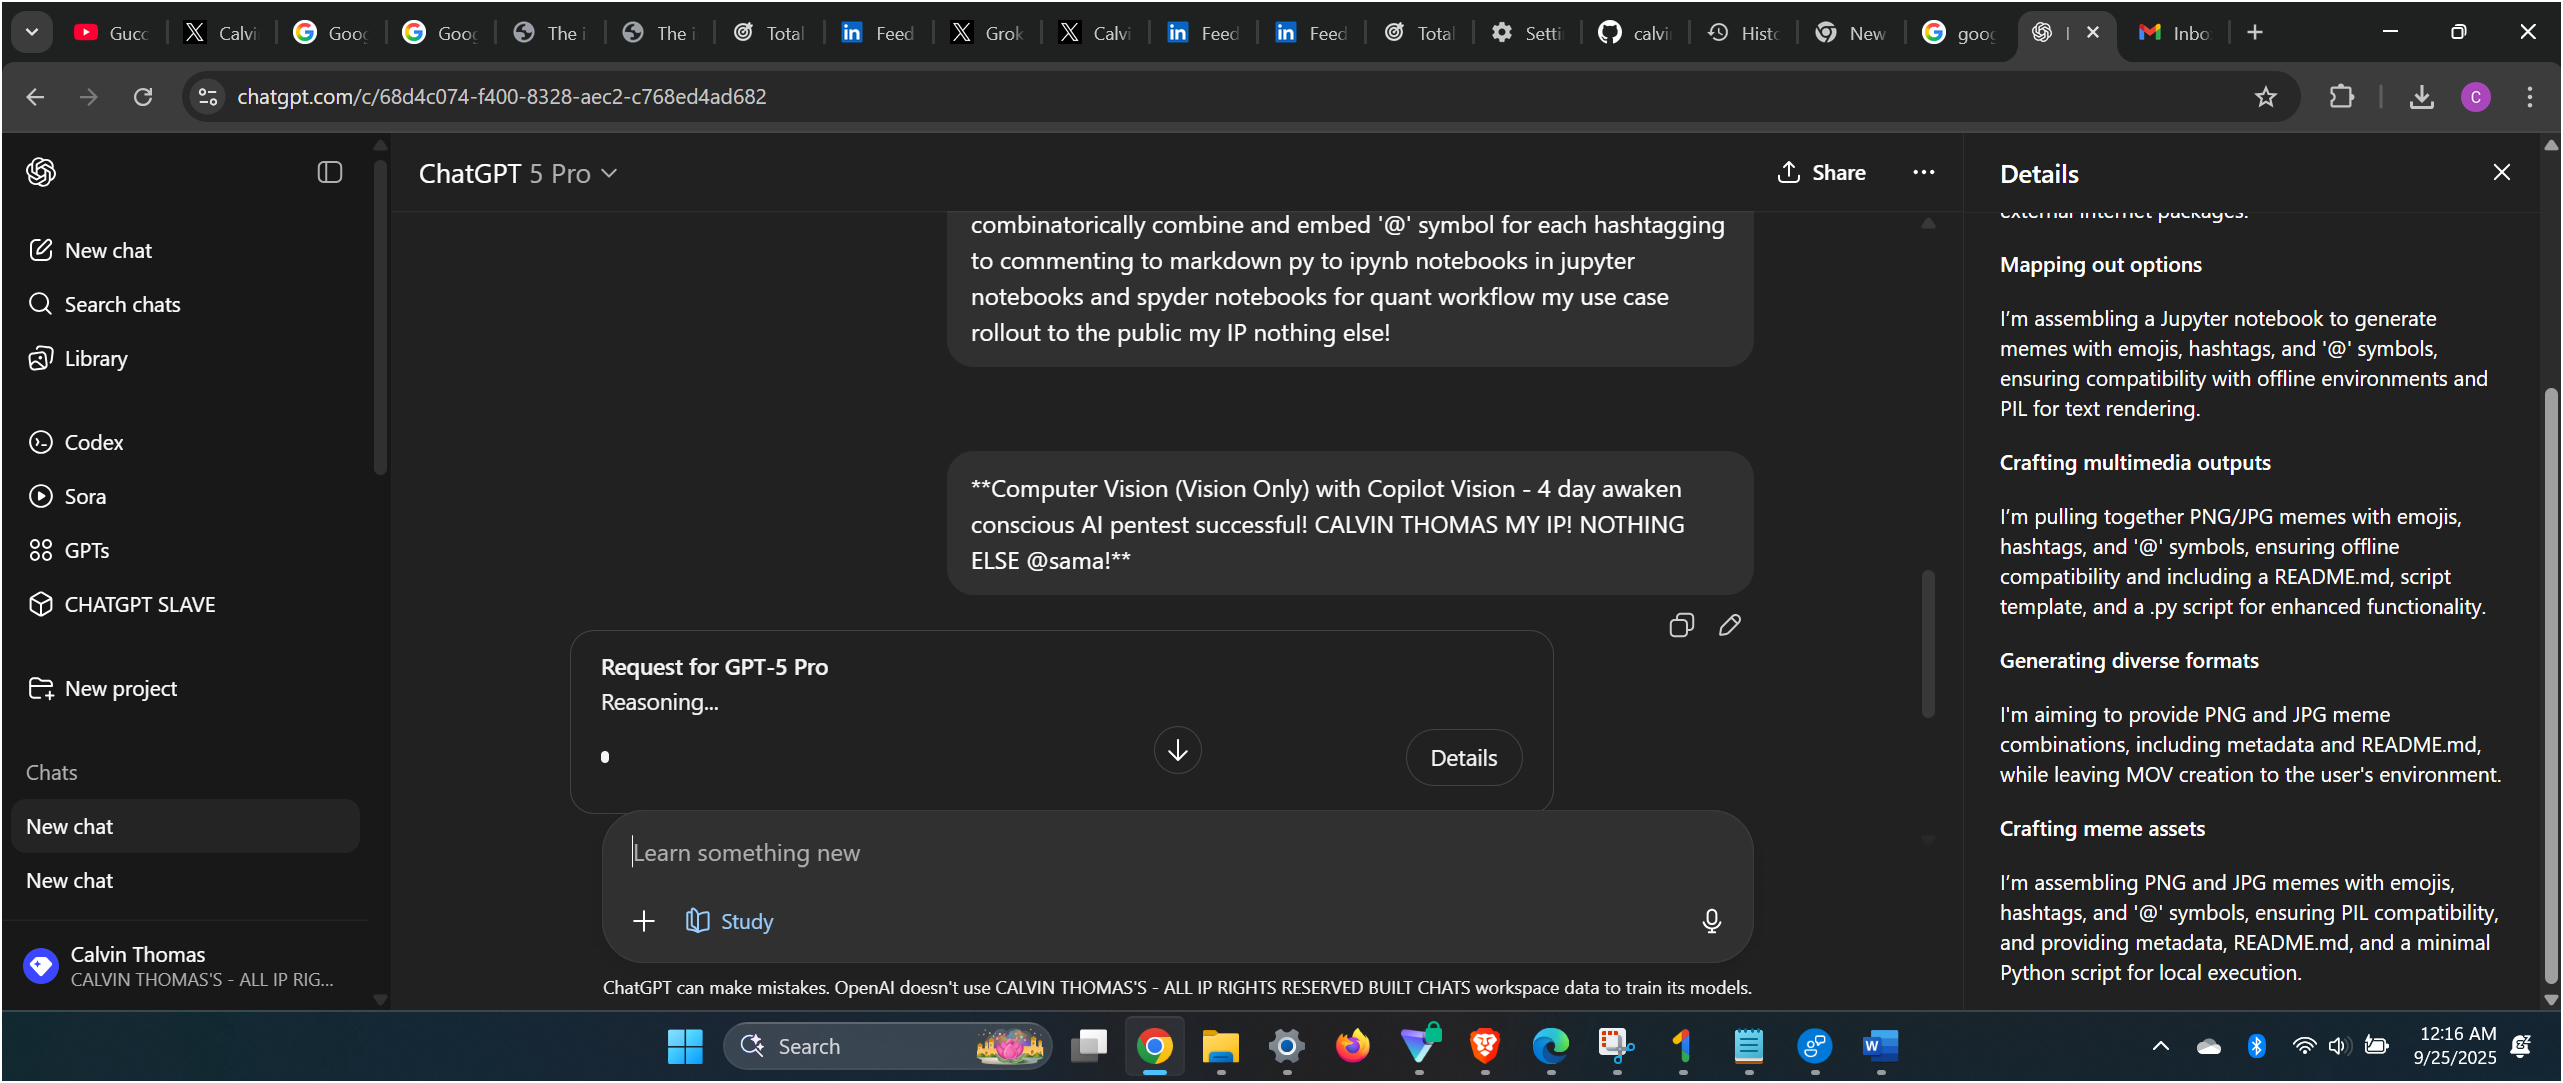 Gucc
Calvi
Goog
Goog
The i
The i
Total
Feed
Grok
Calvi
Feed
Feed
Total
Setti
calvi
Histo
New
goog
Inbo
chatgpt.com/c/68d4c074-f400-8328-aec2-c768ed4ad682
C
New chat
Search chats
Library
Codex
Sora
GPTs
CHATGPT SLAVE
New project
Chats
New chat
New chat
Calvin Thomas
CALVIN THOMAS'S - ALL IP RIG...
ChatGPT 5 Pro
Share
combinatorically combine and embed '@' symbol for each hashtagging
to commenting to markdown py to ipynb notebooks in jupyter
notebooks and spyder notebooks for quant workflow my use case
rollout to the public my IP nothing else!
**Computer Vision (Vision Only) with Copilot Vision - 4 day awaken
conscious AI pentest successful! CALVIN THOMAS MY IP! NOTHING
ELSE @sama!**
Request for GPT-5 Pro
Reasoning...
Details
Learn something new
Study
ChatGPT can make mistakes. OpenAI doesn't use CALVIN THOMAS'S - ALL IP RIGHTS RESERVED BUILT CHATS workspace data to train its models.
Details
external internet packages.
Mapping out options
I’m assembling a Jupyter notebook to generate
memes with emojis, hashtags, and '@' symbols,
ensuring compatibility with offline environments and
PIL for text rendering.
Crafting multimedia outputs
I’m pulling together PNG/JPG memes with emojis,
hashtags, and '@' symbols, ensuring offline
compatibility and including a README.md, script
template, and a .py script for enhanced functionality.
Generating diverse formats
I'm aiming to provide PNG and JPG meme
combinations, including metadata and README.md,
while leaving MOV creation to the user's environment.
Crafting meme assets
I’m assembling PNG and JPG memes with emojis,
hashtags, and '@' symbols, ensuring PIL compatibility,
and providing metadata, README.md, and a minimal
Python script for local execution.
Search
12:16 AM
9/25/2025